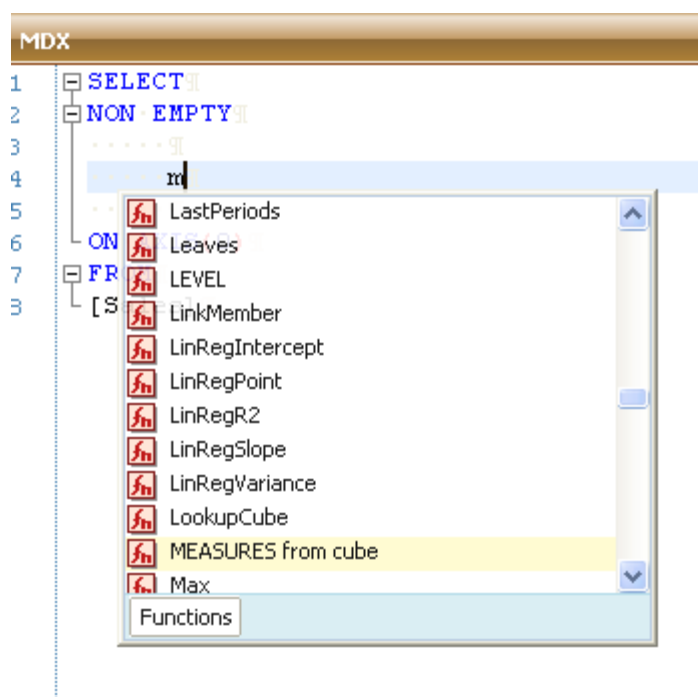 MDX
1 SELECT
2 NON EMPTY
3
4 m
5
6 ON
7 FR
8 [S
LastPeriods
Leaves
LEVEL
LinkMember
LinRegIntercept
LinRegPoint
LinRegR2
LinRegSlope
LinRegVariance
LookupCube
MEASURES from cube
Max
Functions